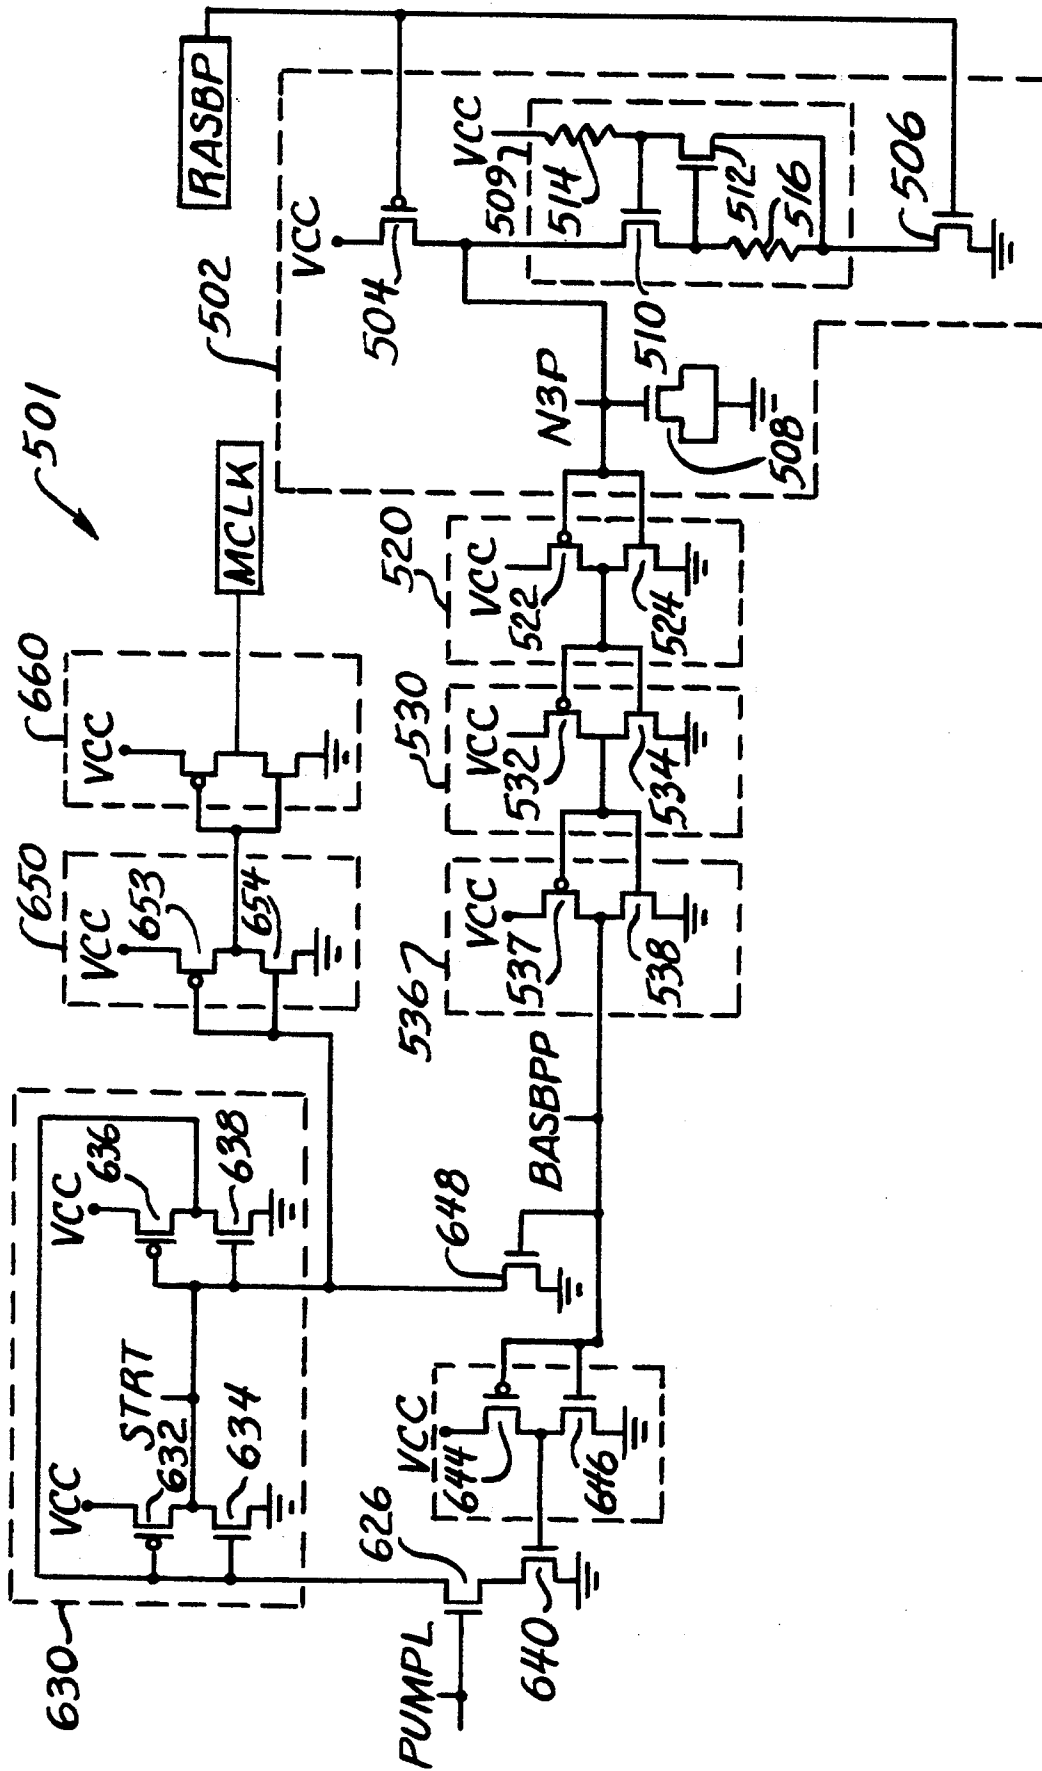 501
RASBP
502
VCC
504
VCC
509
514
510
512
516
506
N3P
508
MCLK
660
VCC
650
VCC
653
654
520
VCC
522
524
530
VCC
532
534
536
VCC
537
538
BASBPP
648
630
VCC
636
638
STRT
VCC
632
634
VCC
644
646
626
640
PUMPL